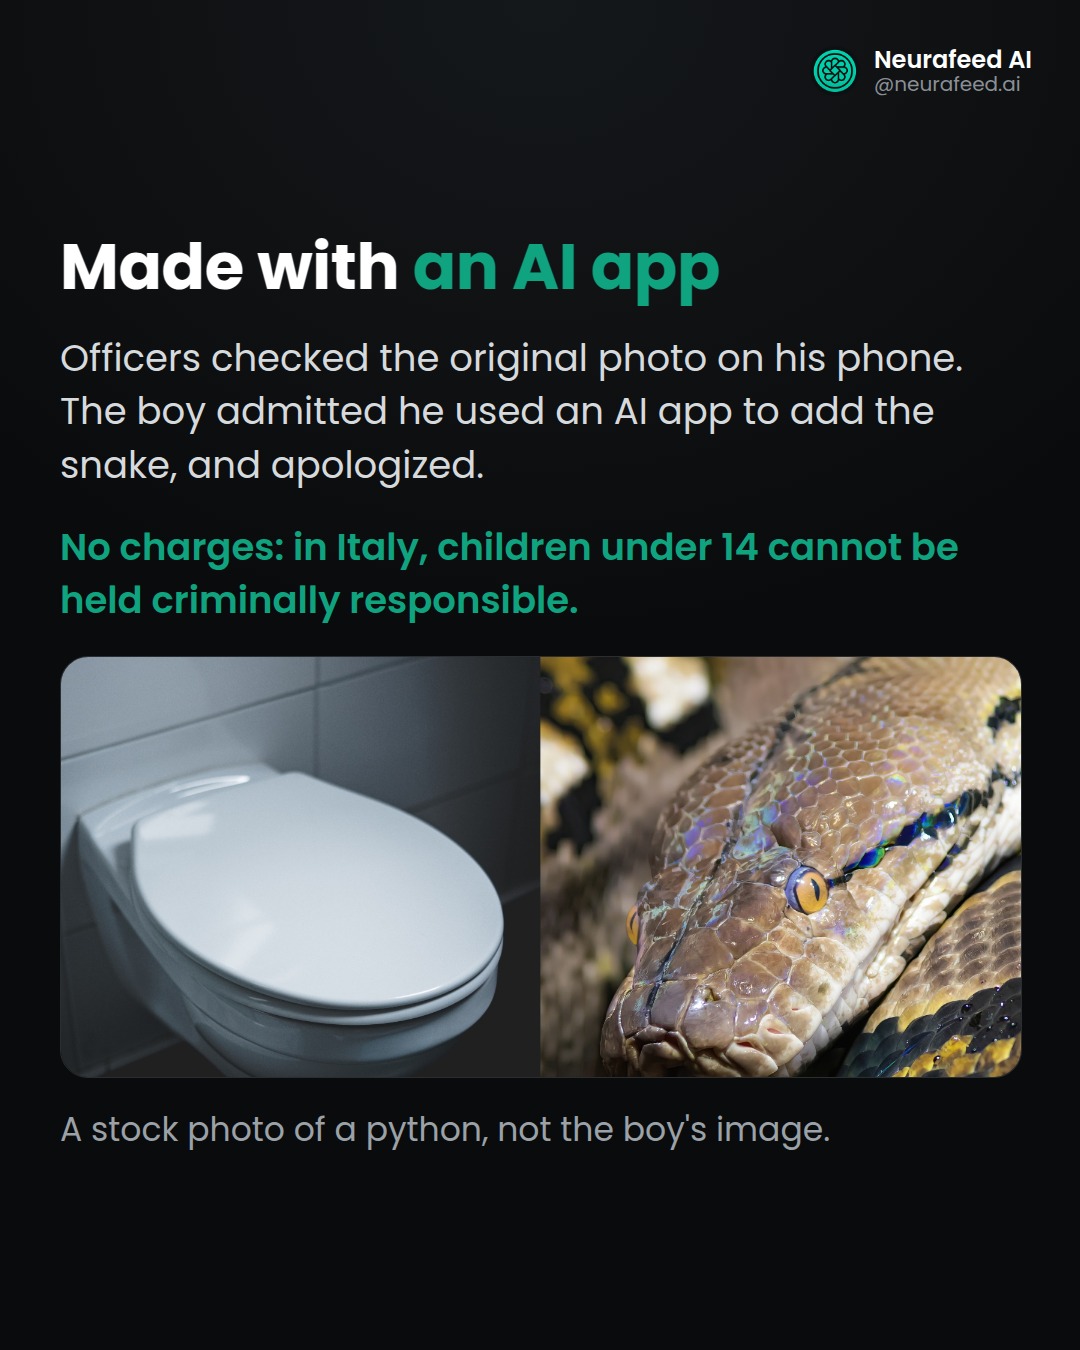 Neurafeed AI
@neurafeed.ai
Made with an AI app
Officers checked the original photo on his phone.
The boy admitted he used an AI app to add the
snake, and apologized.
No charges: in Italy, children under 14 cannot be
held criminally responsible.
A stock photo of a python, not the boy's image.